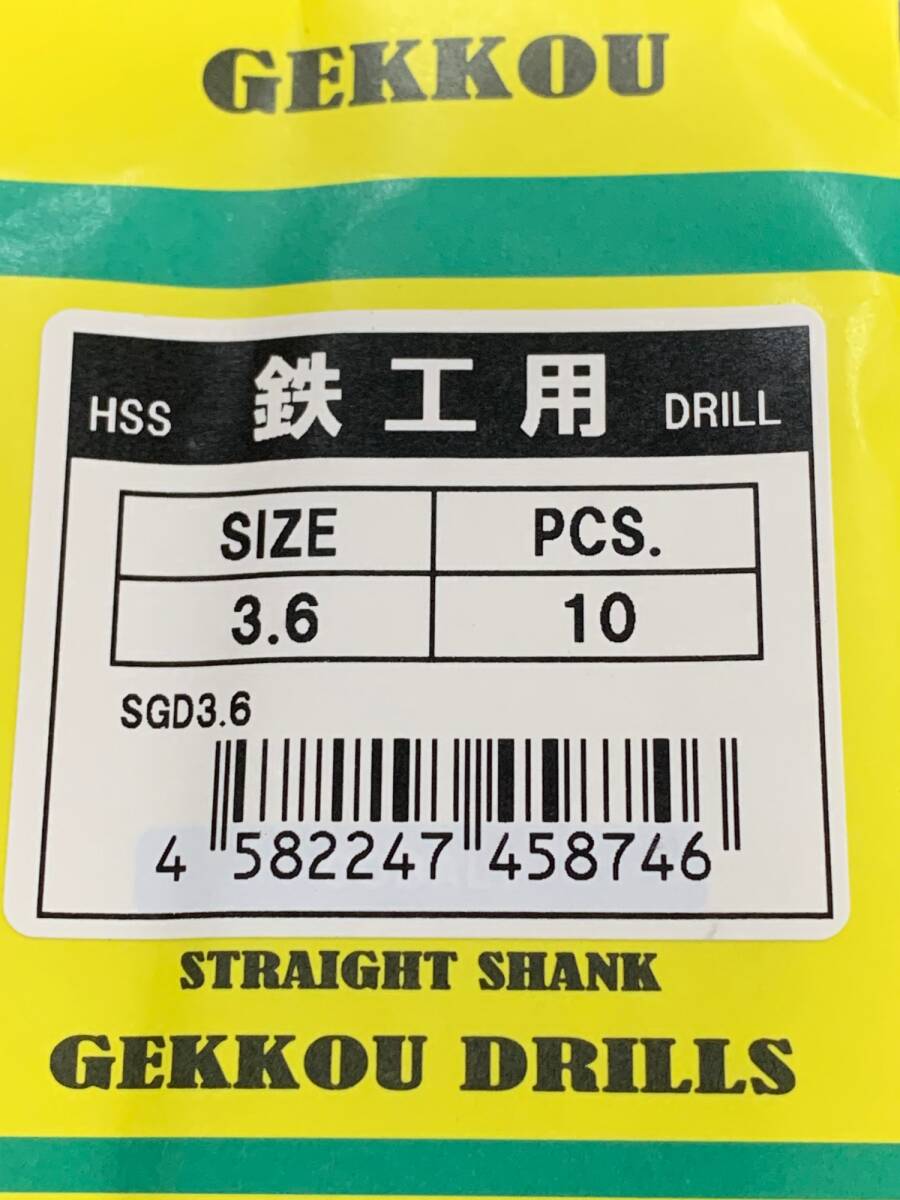 GEKKOU
HSS 鉄工用 DRILL
SIZE PCS.
3.6 10
SGD3.6
4 582247 458746
STRAIGHT SHANK
GEKKOU DRILLS